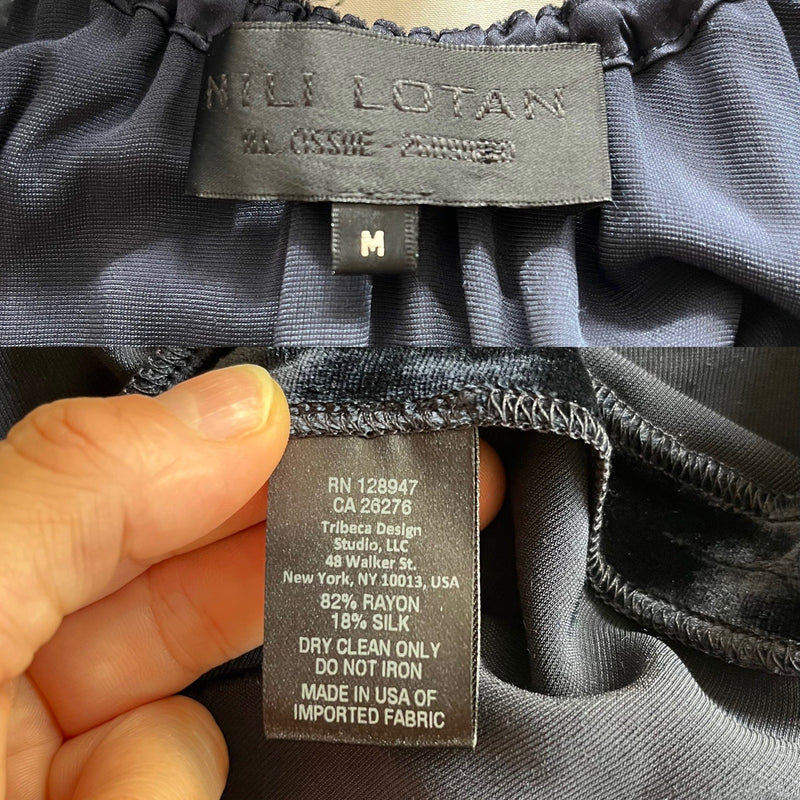 NILI LOTAN
M
RN 128947
CA 26276
Tribeca Design
Studio, LLC
48 Walker St.
New York, NY 10013, USA
82% RAYON
18% SILK
DRY CLEAN ONLY
DO NOT IRON
MADE IN USA OF
IMPORTED FABRIC